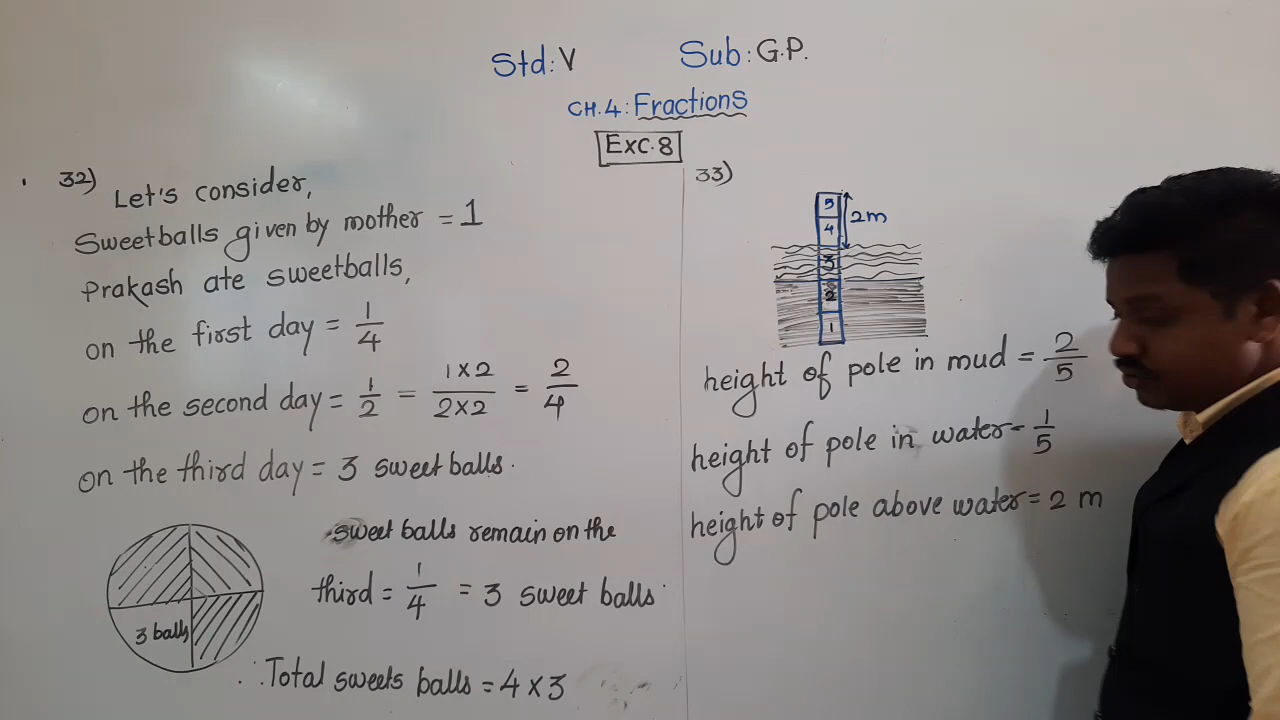 Std: V Sub: G.P.
CH.4: Fractions
Exc.8
32) Let's consider,
Sweetballs given by mother = 1
Prakash ate sweetballs,
on the first day = 1/4
on the second day = 1/2 = 1×2/2×2 = 2/4
on the third day = 3 sweet balls.
sweet balls remain on the
third = 1/4 = 3 sweet balls.
3 balls
∴ Total sweets balls = 4 × 3
33)
5
4
2m
3
2
1
height of pole in mud = 2/5
height of pole in water = 1/5
height of pole above water = 2 m